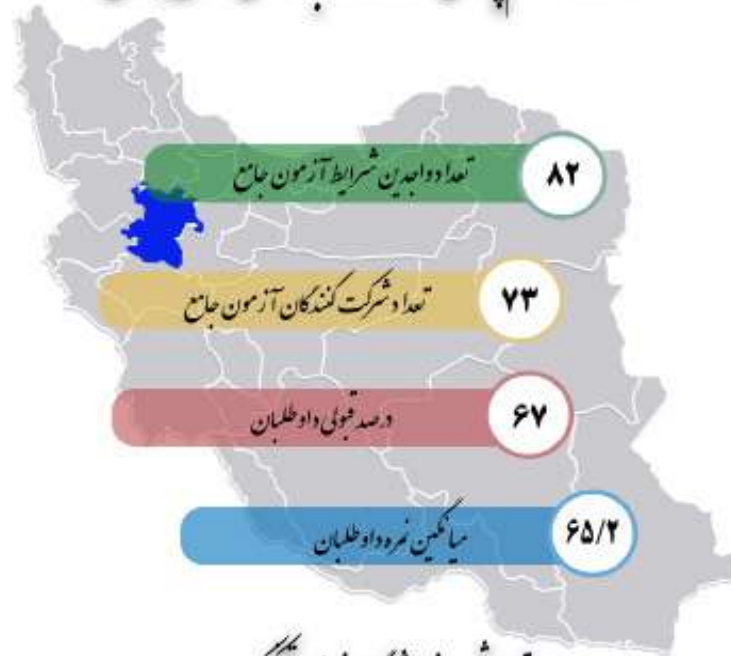 ۸۲ تعداد واجدین شرایط آزمون جامع
۷۳ تعداد شرکت کنندگان آزمون جامع
۶۷ درصد قبولی داوطلبان
۶۵/۲ میانگین نمره داوطلبان